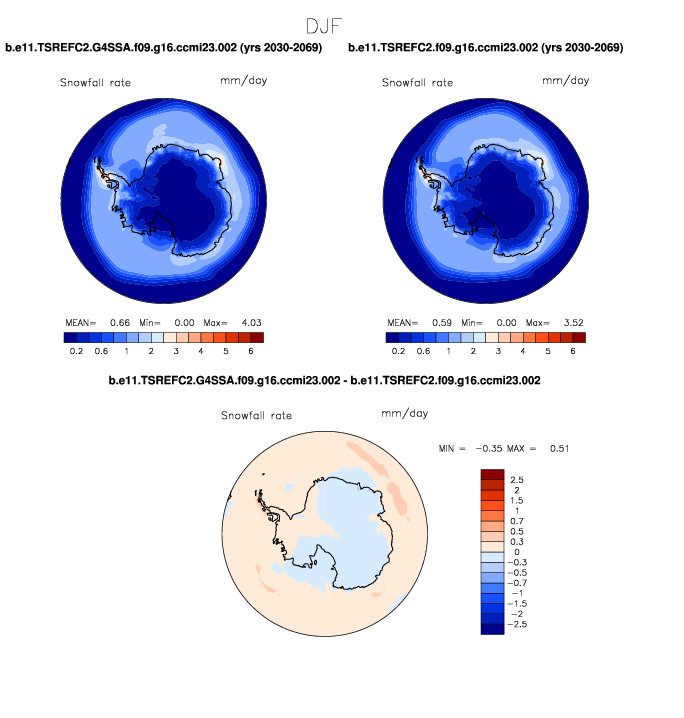 DJF
b.e11.TSREFC2.G4SSA.f09.g16.ccmi23.002 (yrs 2030-2069)
b.e11.TSREFC2.f09.g16.ccmi23.002 (yrs 2030-2069)
Snowfall rate mm/day
Snowfall rate mm/day
MEAN= 0.66 Min= 0.00 Max= 4.03
0.2 0.6 1 2 3 4 5 6
MEAN= 0.59 Min= 0.00 Max= 3.52
0.2 0.6 1 2 3 4 5 6
b.e11.TSREFC2.G4SSA.f09.g16.ccmi23.002 - b.e11.TSREFC2.f09.g16.ccmi23.002
Snowfall rate mm/day
MIN = -0.35 MAX = 0.51
2.5
2
1.5
1
0.7
0.5
0.3
0
-0.3
-0.5
-0.7
-1
-1.5
-2
-2.5